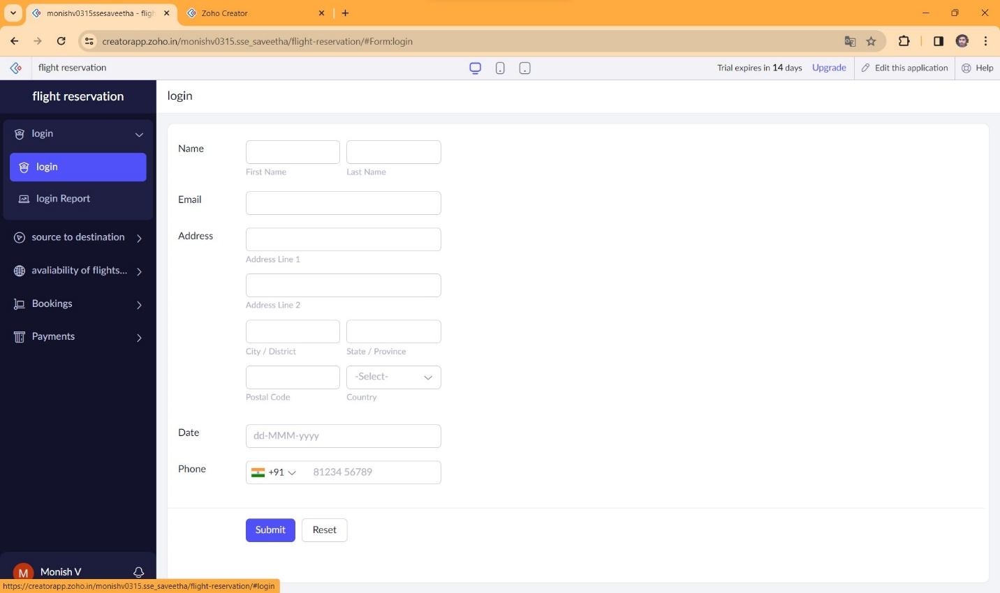 monishv0315ssesaveetha - fligh
Zoho Creator
creatorapp.zoho.in/monishv0315.sse_saveetha/flight-reservation/#Form:login
flight reservation
Trial expires in 14 days Upgrade Edit this application Help
flight reservation
login
login
login
login Report
source to destination
avaliability of flights...
Bookings
Payments
Name
First Name Last Name
Email
Address
Address Line 1
Address Line 2
City / District State / Province
-Select-
Postal Code Country
Date dd-MMM-yyyy
Phone +91 81234 56789
Submit Reset
M Monish V
https://creatorapp.zoho.in/monishv0315.sse_saveetha/flight-reservation/#login